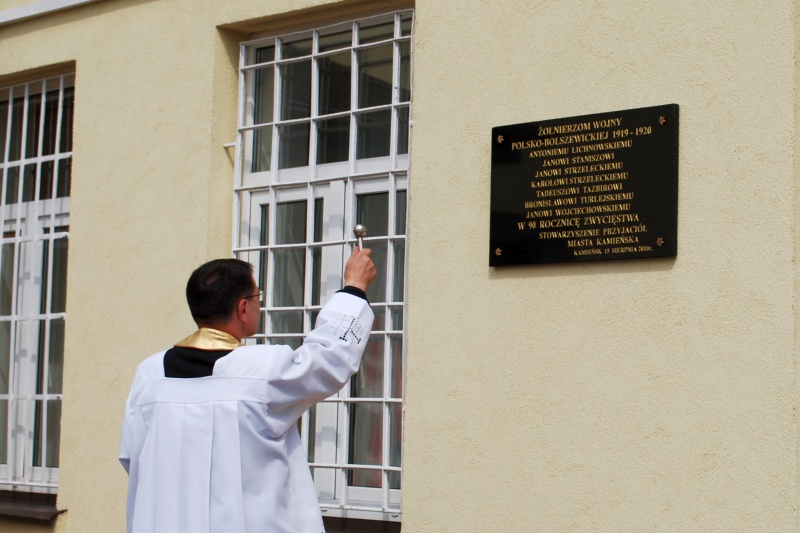 ŻOŁNIERZOM WOJNY
POLSKO-BOLSZEWICKIEJ 1919 - 1920
ANTONIEMU LICHNOWSKIEMU
JANOWI STANISZOWI
JANOWI STRZELECKIEMU
KAROLOWI STRZELECKIEMU
TADEUSZOWI TAZBIROWI
BRONISŁAWOWI TURLEJSKIEMU
JANOWI WOJCIECHOWSKIEMU
W 90 ROCZNICĘ ZWYCIĘSTWA
STOWARZYSZENIE PRZYJACIÓŁ
MIASTA KAMIEŃSKA
KAMIEŃSK 15 SIERPNIA 2010r.